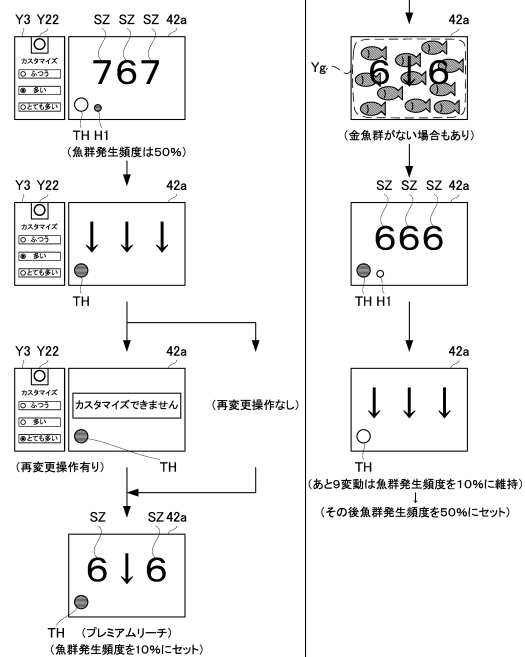 Y3 Y22 SZ SZ SZ 42a
カスタマイズ
ふつう
多い
とても多い
767
TH H1
(魚群発生頻度は50%)
Y3 Y22 SZ 42a
カスタマイズ
ふつう
多い
とても多い
↓ ↓ ↓
TH
Y3 Y22 42a
カスタマイズ
ふつう
多い
とても多い
カスタマイズできません
(再変更操作なし)
(再変更操作有り) TH
SZ SZ 42a
6 ↓ 6
TH (プレミアムリーチ)
(魚群発生頻度を10%にセット)
42a
Yg
6 ↓ 6
(金魚群がない場合もあり)
SZ SZ SZ 42a
666
TH H1
42a
↓ ↓ ↓
TH
(あと9変動は魚群発生頻度を10%に維持)
↓
(その後魚群発生頻度を50%にセット)